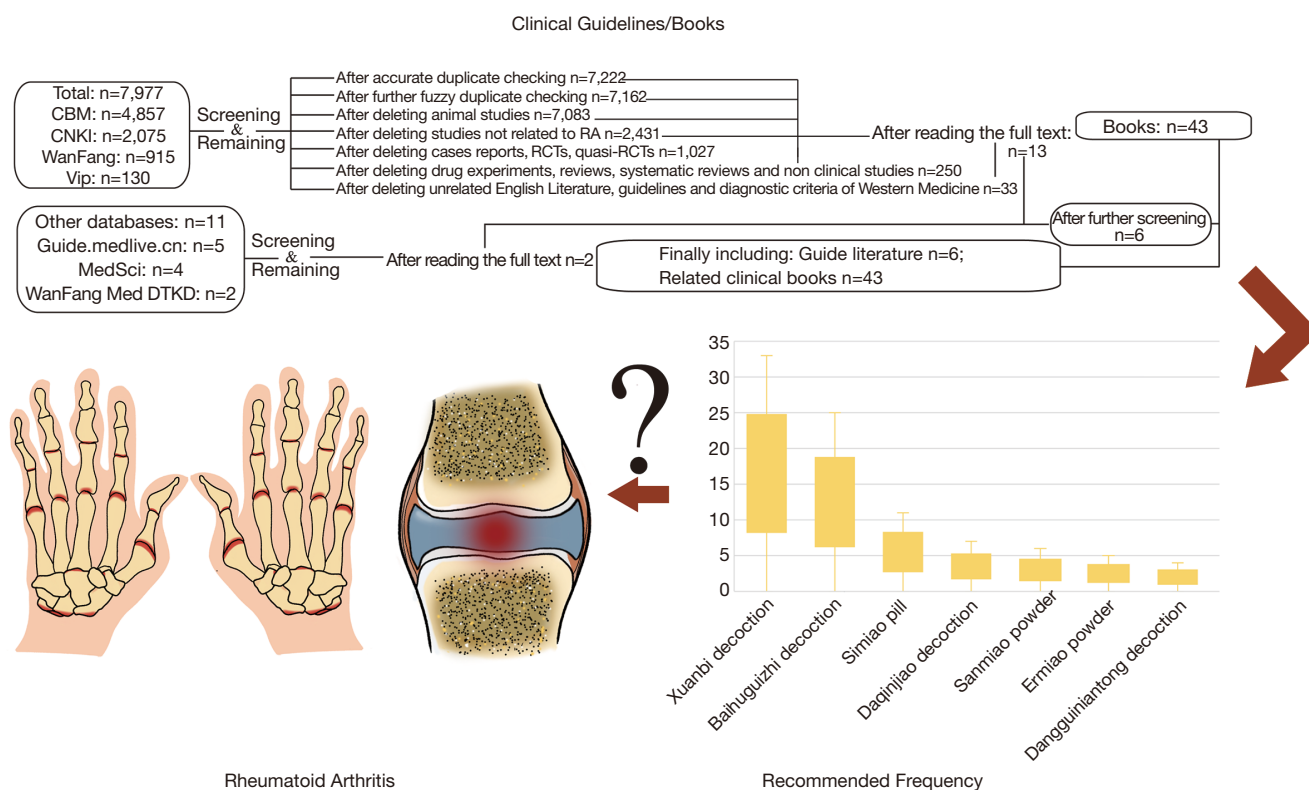 Clinical Guidelines/Books
Total: n=7,977
CBM: n=4,857
CNKI: n=2,075
WanFang: n=915
Vip: n=130
Screening
&
Remaining
After accurate duplicate checking n=7,222
After further fuzzy duplicate checking n=7,162
After deleting animal studies n=7,083
After deleting studies not related to RA n=2,431
After deleting cases reports, RCTs, quasi-RCTs n=1,027
After deleting drug experiments, reviews, systematic reviews and non clinical studies n=250
After deleting unrelated English Literature, guidelines and diagnostic criteria of Western Medicine n=33
After reading the full text:
n=13
Books: n=43
Other databases: n=11
Guide.medlive.cn: n=5
MedSci: n=4
WanFang Med DTKD: n=2
Screening
&
Remaining
After reading the full text n=2
After further screening
n=6
Finally including: Guide literature n=6;
Related clinical books n=43
?
35
30
25
20
15
10
5
0
Xuanbi decoction
Baihuguizhi decoction
Simiao pill
Daqinjiao decoction
Sanmiao powder
Ermiao powder
Dangguiniantong decoction
Rheumatoid Arthritis
Recommended Frequency